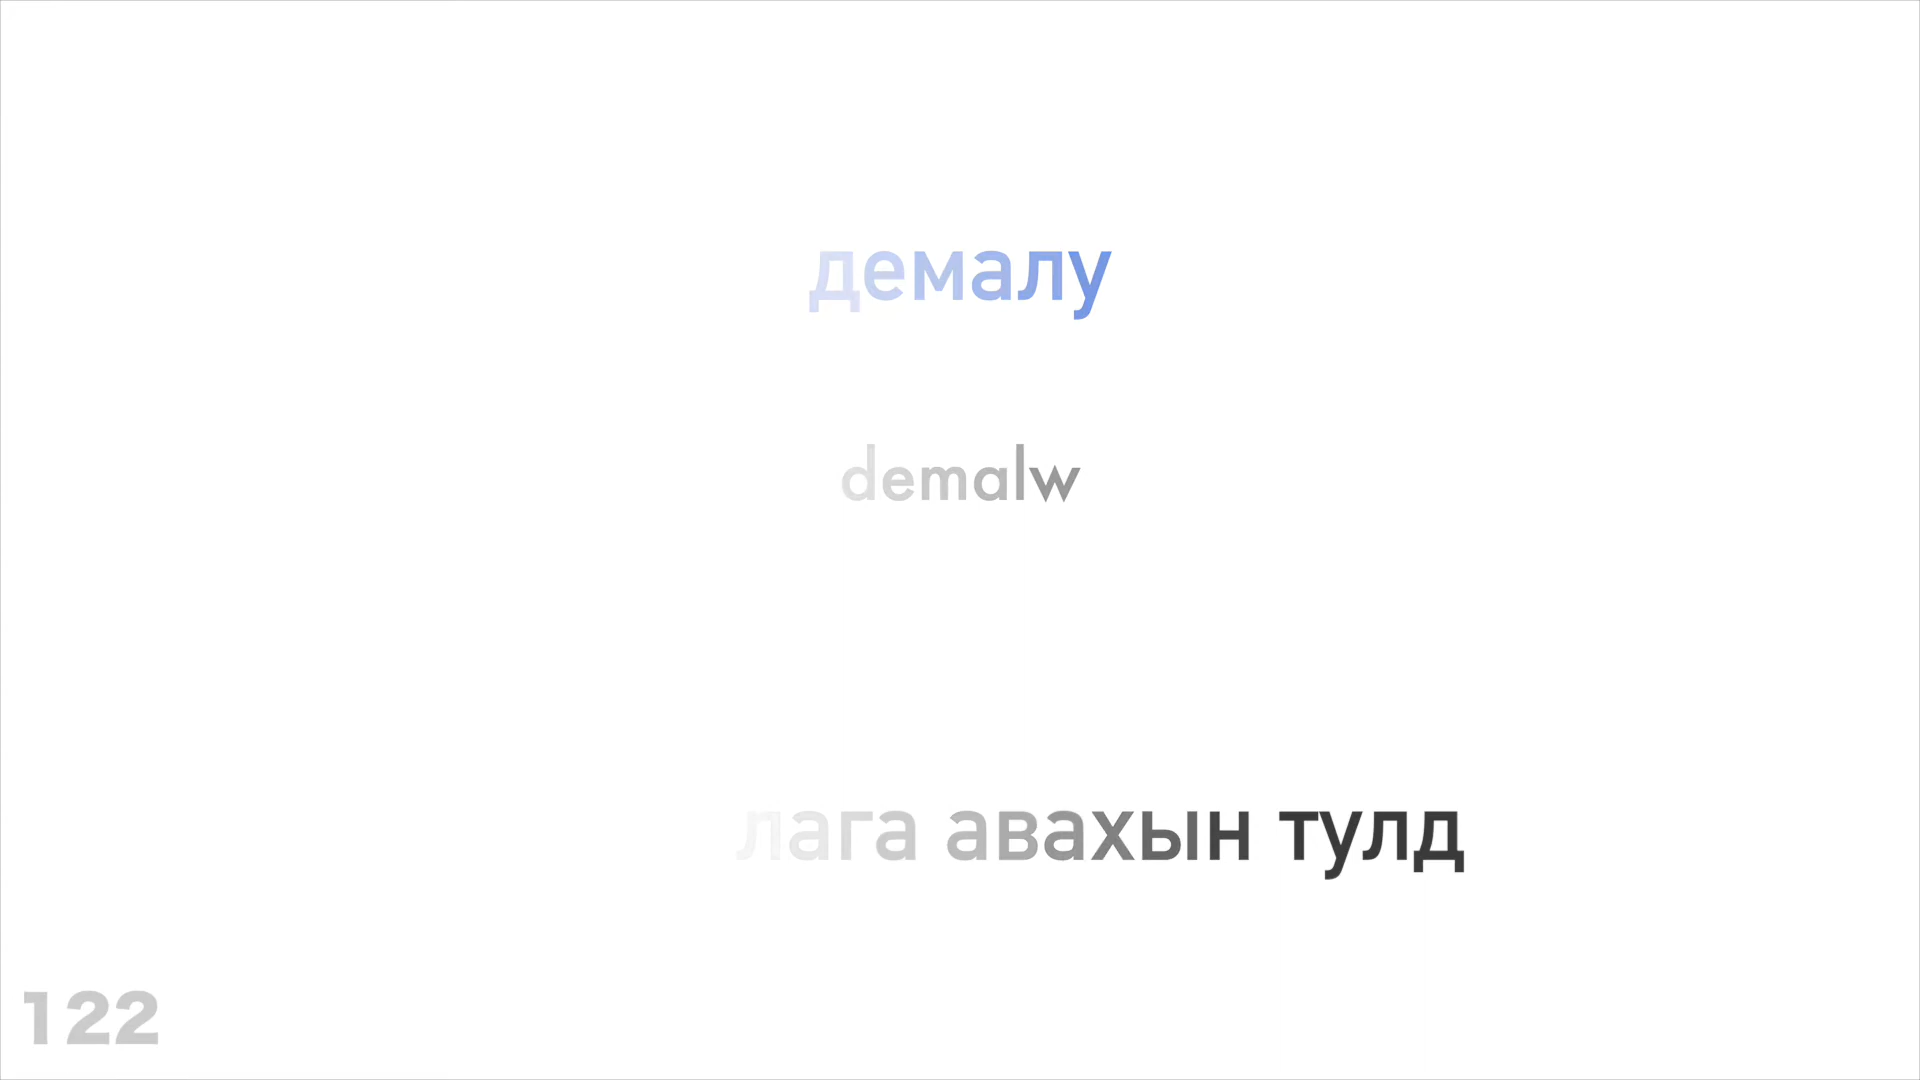 демалу
demalw
лага авахын тулд
122